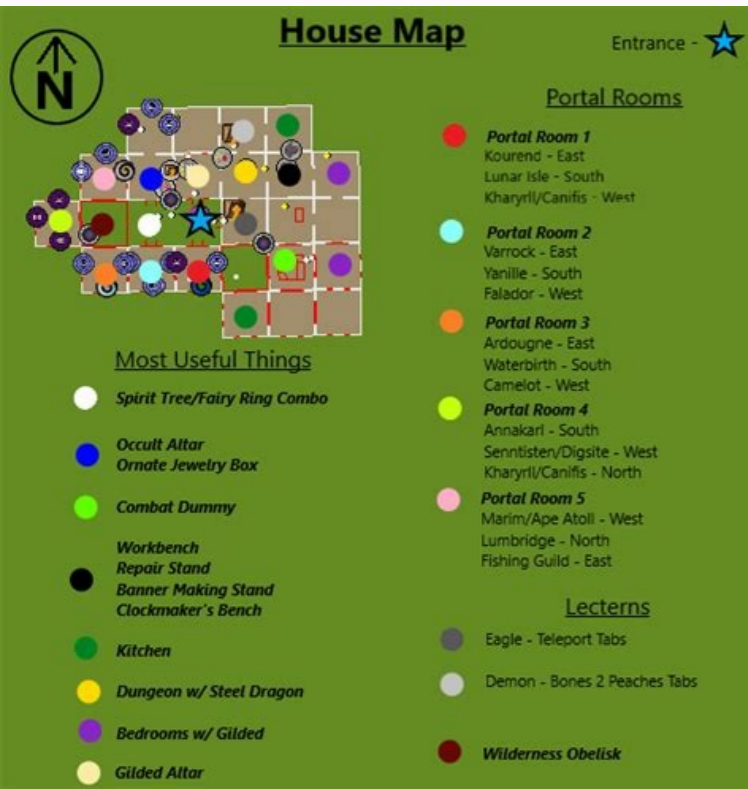 House Map
N
Entrance -
Portal Rooms
Portal Room 1
Kourend - East
Lunar Isle - South
Kharyrll/Canifis - West
Portal Room 2
Varrock - East
Yanille - South
Falador - West
Portal Room 3
Ardougne - East
Waterbirth - South
Camelot - West
Portal Room 4
Annakarl - South
Senntisten/Digsite - West
Kharyrll/Canifis - North
Portal Room 5
Marim/Ape Atoll - West
Lumbridge - North
Fishing Guild - East
Lecterns
Eagle - Teleport Tabs
Demon - Bones 2 Peaches Tabs
Wilderness Obelisk
Most Useful Things
Spirit Tree/Fairy Ring Combo
Occult Altar
Ornate Jewelry Box
Combat Dummy
Workbench
Repair Stand
Banner Making Stand
Clockmaker's Bench
Kitchen
Dungeon w/ Steel Dragon
Bedrooms w/ Gilded
Gilded Altar